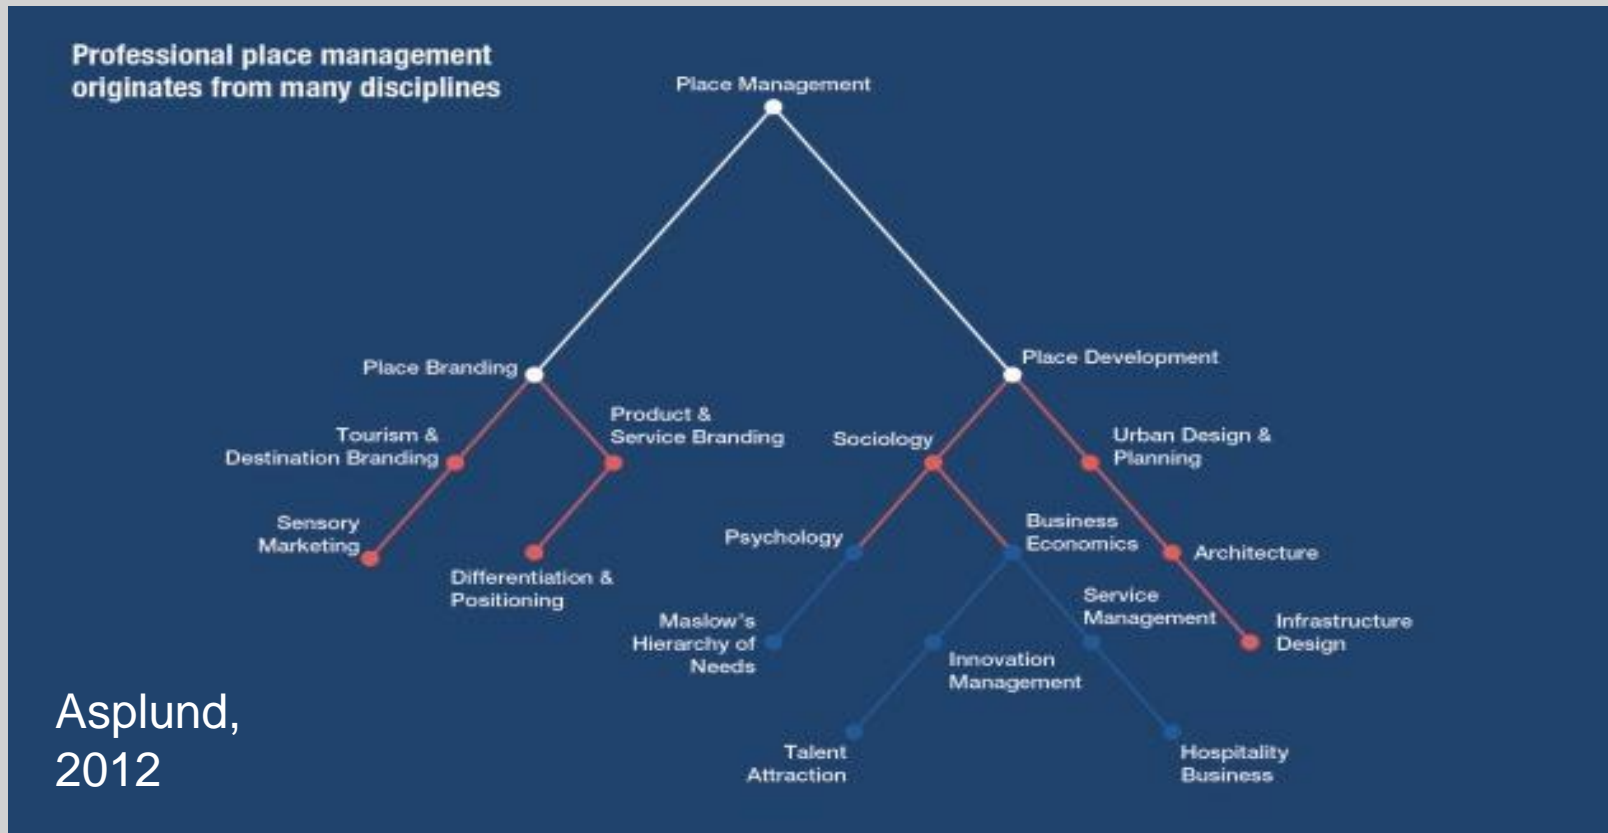 Professional place management
originates from many disciplines
Place Management
Place Branding
Place Development
Tourism &
Destination Branding
Product &
Service Branding
Sociology
Urban Design &
Planning
Sensory
Marketing
Differentiation &
Positioning
Psychology
Business
Economics
Architecture
Maslow's
Hierarchy of
Needs
Innovation
Management
Service
Management
Infrastructure
Design
Talent
Attraction
Hospitality
Business
Asplund,
2012